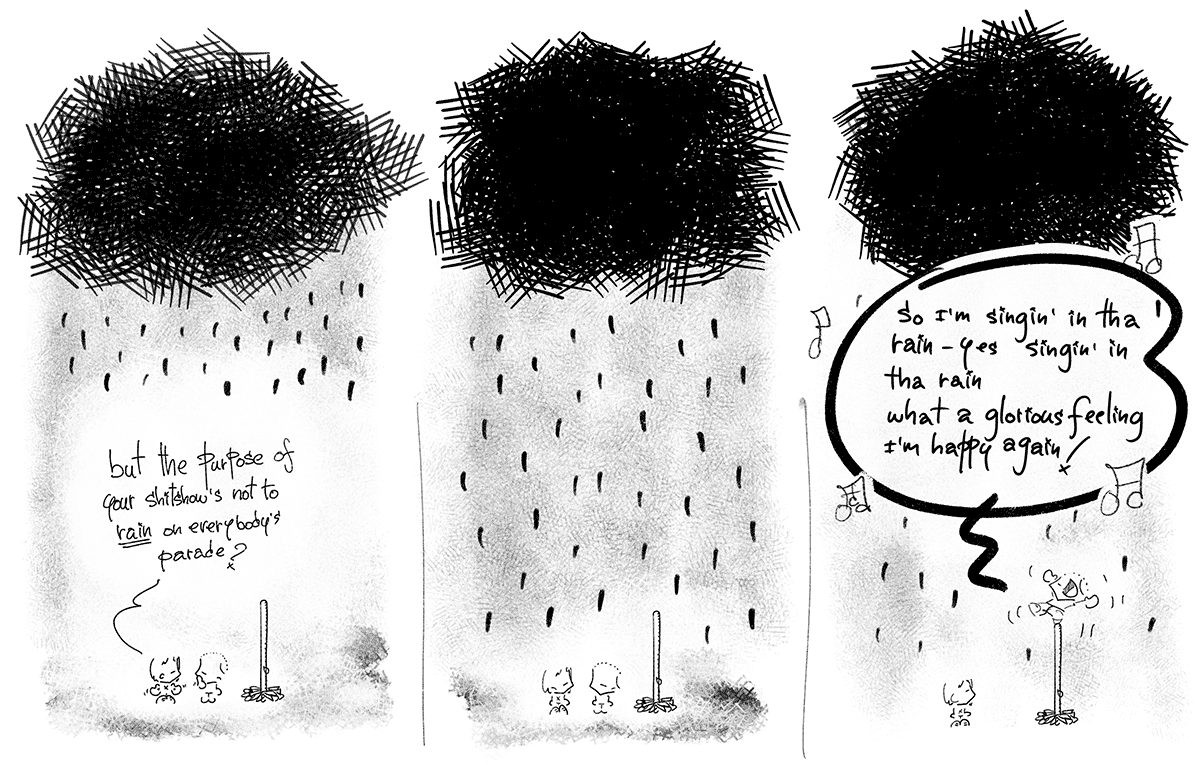 but the purpose of
your shitshow's not to
rain on everybody's
parade?
So I'm singin' in tha
rain - yes singin' in
tha rain
what a glorious feeling
I'm happy again!